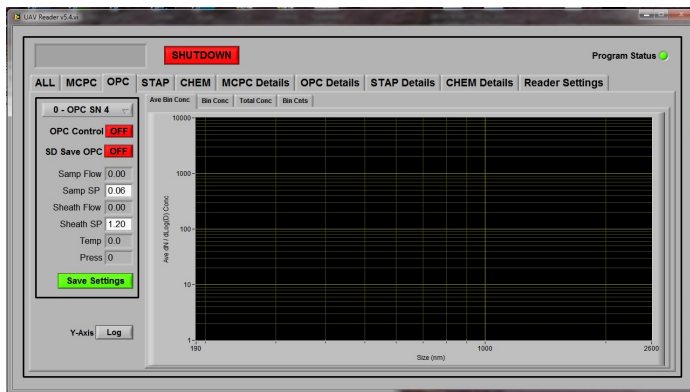 UAV Reader v5.4.vi
SHUTDOWN
Program Status
ALL MCPC OPC STAP CHEM MCPC Details OPC Details STAP Details CHEM Details Reader Settings
0 - OPC SN 4
OPC Control OFF
SD Save OPC OFF
Samp Flow 0.00
Samp SP 0.06
Sheath Flow 0.00
Sheath SP 1.20
Temp 0.0
Press 0
Save Settings
Y-Axis Log
Ave Bin Conc Bin Conc Total Conc Bin Cnts
Ave dN / dLog(D) Conc
10000
1000
100
10
1
190 1000 2600
Size (nm)